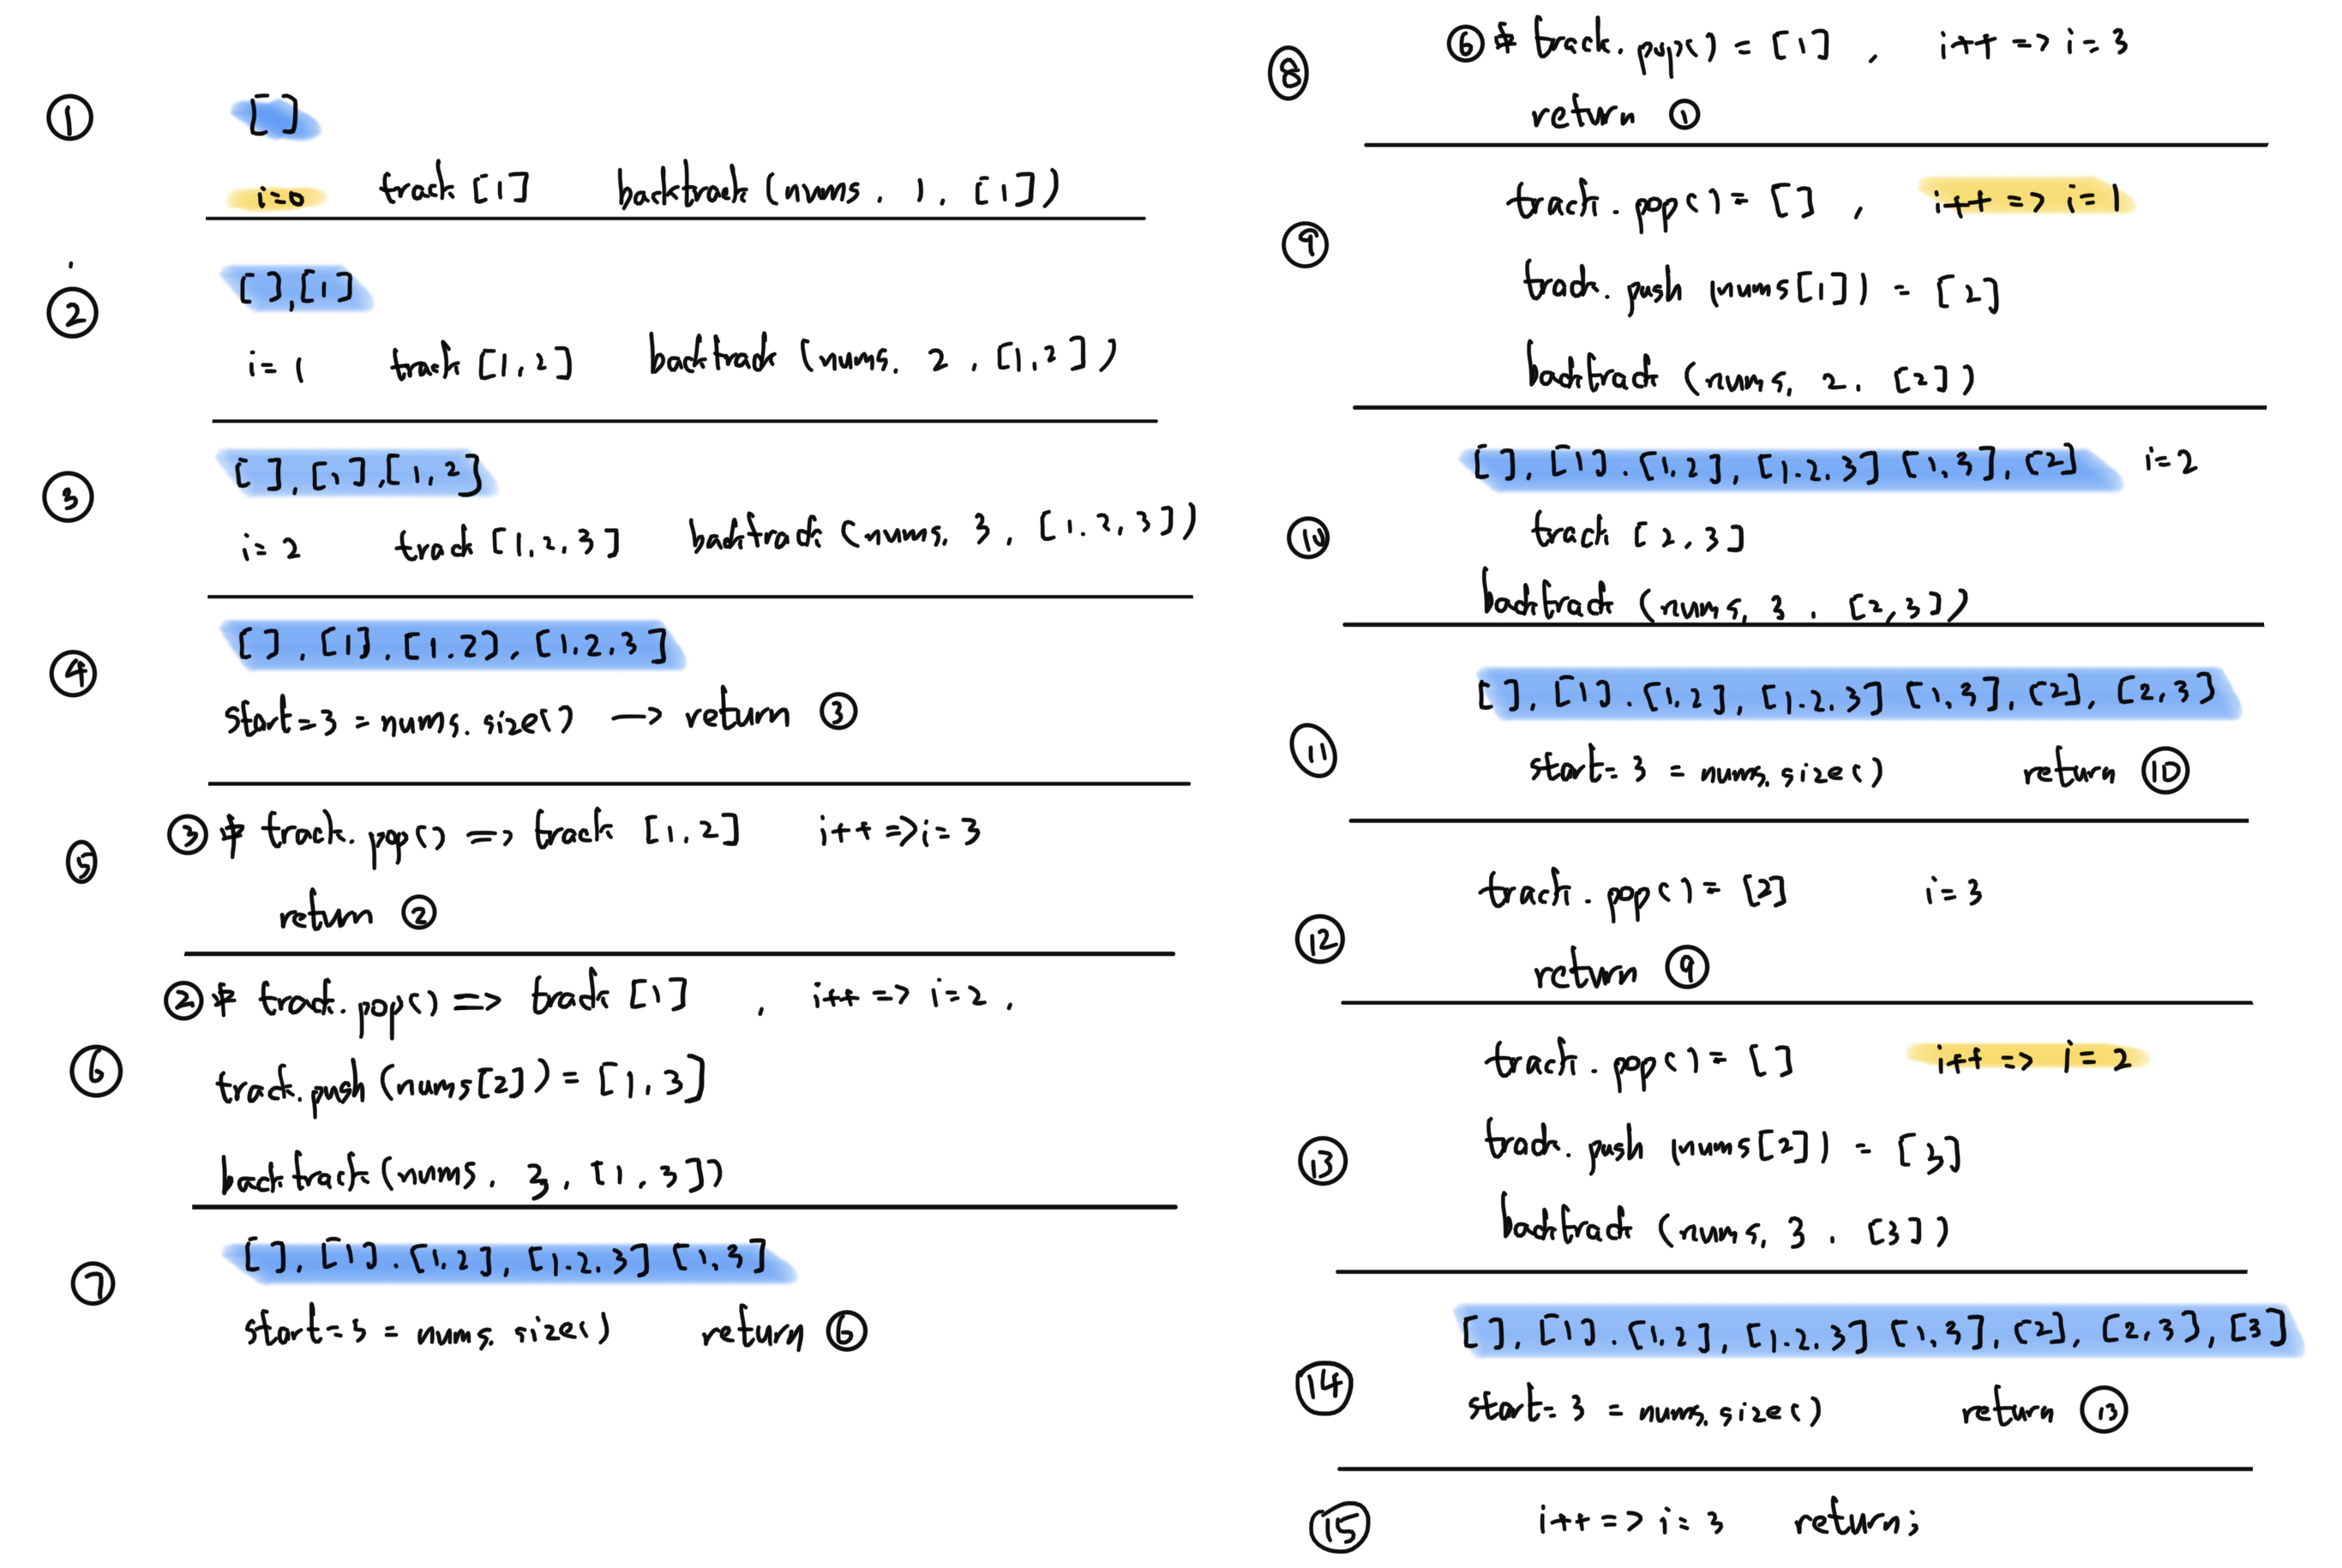 ① []
i=0 track [1] backtrack (nums, 1, [1])
② [],[1]
i=1 track [1,2] backtrack (nums, 2, [1,2])
③ [],[1],[1,2]
i=2 track [1,2,3] backtrack (nums, 3, [1,2,3])
④ [],[1],[1,2],[1,2,3]
start=3=nums.size() → return ③
⑤ ③中 track.pop() => track [1,2] i++ => i=3
return ②
②中 track.pop() => track [1] , i++ => i=2.
⑥ track.push(nums[2]) = [1,3]
backtrack(nums, 3, [1,3])
⑦ [],[1],[1,2],[1,2,3] [1,3]
start=3=nums.size() return ⑥
⑧ ⑥中 track.pop() = [1] , i++ => i=3
return ①
track.pop() = [] , i++ => i=1
⑨ track.push (nums[1]) = [2]
backtrack (nums, 2, [2])
[],[1],[1,2],[1,2,3] [1,3],[2] i=2
⑩ track [2,3]
backtrack (nums, 3, [2,3])
[],[1],[1,2],[1,2,3] [1,3],[2],[2,3]
⑪ start=3=nums.size() return ⑩
track.pop() = [2] i=3
⑫ return ⑨
track.pop() = [] i++ => i=2
⑬ track.push (nums[2]) = [3]
backtrack (nums, 3, [3])
[],[1],[1,2],[1,2,3] [1,3],[2],[2,3],[3]
⑭ start=3=nums.size() return ⑬
⑮ i++ => i=3 return;